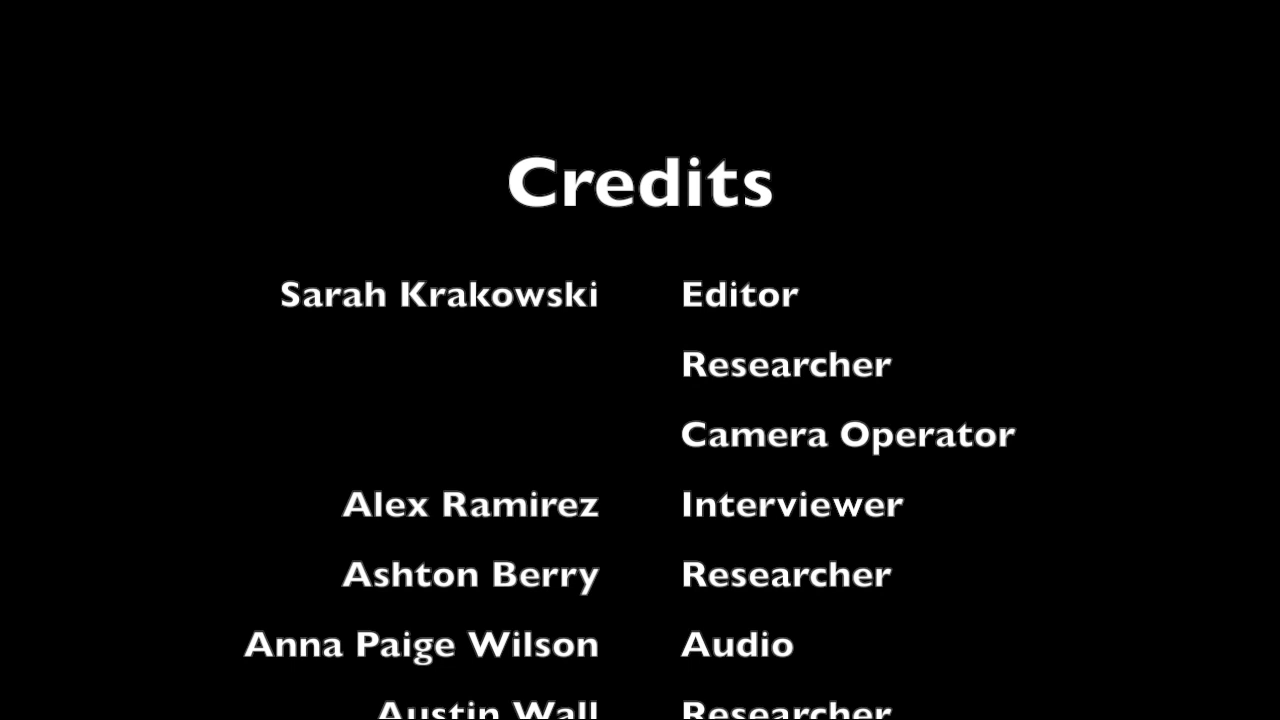 Credits
Sarah Krakowski Editor
Researcher
Camera Operator
Alex Ramirez Interviewer
Ashton Berry Researcher
Anna Paige Wilson Audio
Austin Wall Researcher